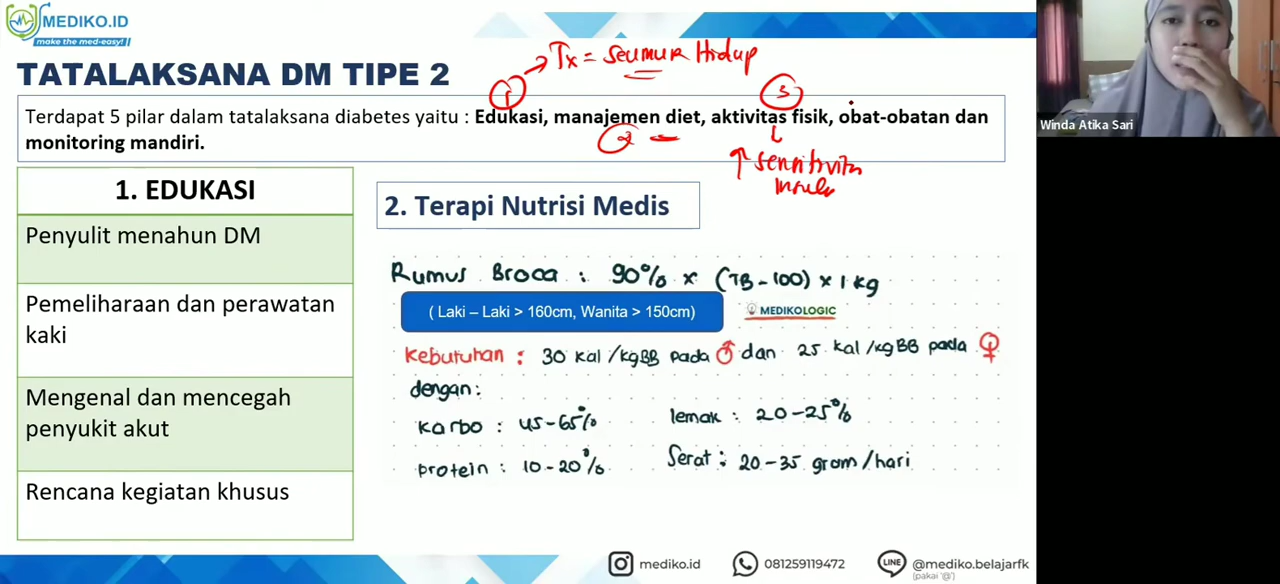 MEDIKO.ID
make the med-easy!
TATALAKSANA DM TIPE 2
1 → Tx = Seumur Hidup
3
Terdapat 5 pilar dalam tatalaksana diabetes yaitu : Edukasi, manajemen diet, aktivitas fisik, obat-obatan dan
monitoring mandiri.
2
↑ Sensitivitas
Insulin
1. EDUKASI
Penyulit menahun DM
Pemeliharaan dan perawatan
kaki
Mengenal dan mencegah
penyukit akut
Rencana kegiatan khusus
2. Terapi Nutrisi Medis
Rumus Broca : 90% x (TB - 100) x 1 kg
( Laki – Laki > 160cm, Wanita > 150cm)
MEDIKOLOGIC
Kebutuhan : 30 kal/kgBB pada ♂ dan 25 kal/kgBB pada ♀
dengan:
karbo : 45-65%
lemak : 20-25%
protein : 10-20%
Serat : 20-35 gram/hari
mediko.id
081259119472
LINE
@mediko.belajarfk
(pakai '@')
Winda Atika Sari